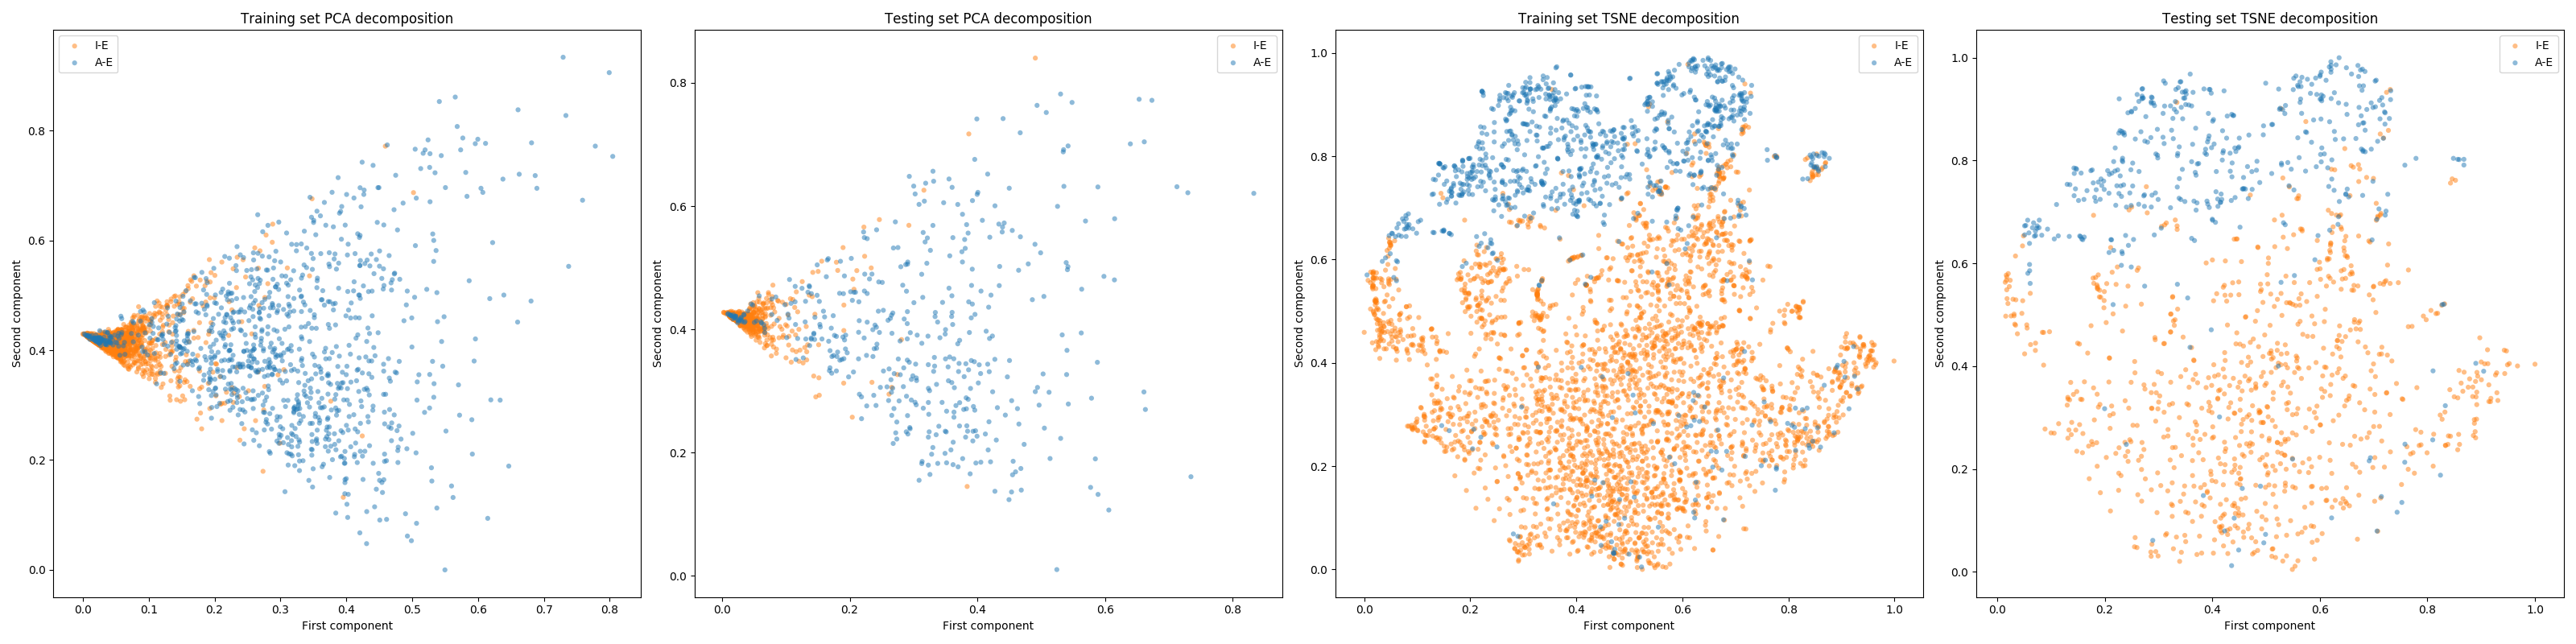 Training set PCA decomposition
I-E
A-E
0.8
0.6
0.4
0.2
0.0
Second component
0.0 0.1 0.2 0.3 0.4 0.5 0.6 0.7 0.8
First component
Testing set PCA decomposition
I-E
A-E
0.8
0.6
0.4
0.2
0.0
Second component
0.0 0.2 0.4 0.6 0.8
First component
Training set TSNE decomposition
I-E
A-E
1.0
0.8
0.6
0.4
0.2
0.0
Second component
0.0 0.2 0.4 0.6 0.8 1.0
First component
Testing set TSNE decomposition
I-E
A-E
1.0
0.8
0.6
0.4
0.2
0.0
Second component
0.0 0.2 0.4 0.6 0.8 1.0
First component